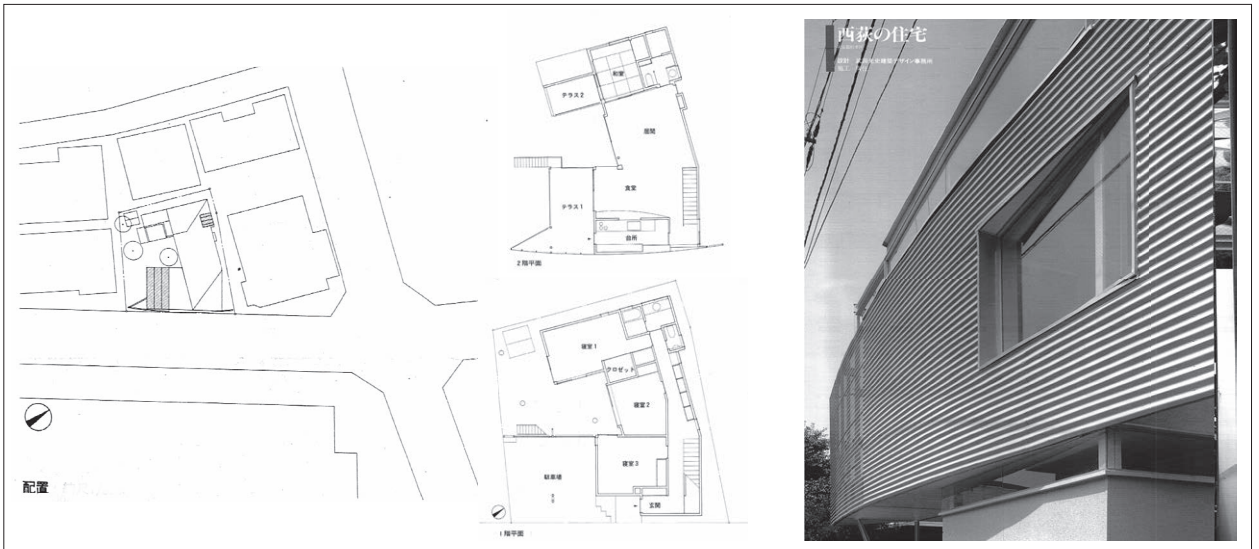 配置
テラス2
和室
居間
食室
テラス1
台所
2階平面
寝室1
クロゼット
寝室2
寝室3
駐車場
玄関
1階平面
西荻の住宅